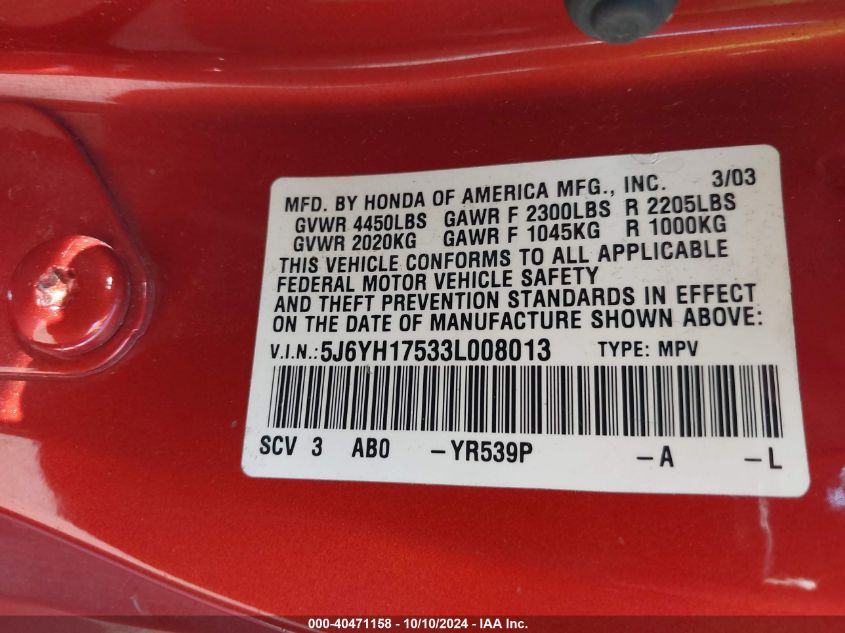 MFD. BY HONDA OF AMERICA MFG., INC. 3/03
GVWR 4450LBS GAWR F 2300LBS R 2205LBS
GVWR 2020KG GAWR F 1045KG R 1000KG
THIS VEHICLE CONFORMS TO ALL APPLICABLE
FEDERAL MOTOR VEHICLE SAFETY
AND THEFT PREVENTION STANDARDS IN EFFECT
ON THE DATE OF MANUFACTURE SHOWN ABOVE:
V.I.N.: 5J6YH17533L008013 TYPE: MPV
SCV 3 AB0 -YR539P -A -L
000-40471158 - 10/10/2024 - IAA Inc.